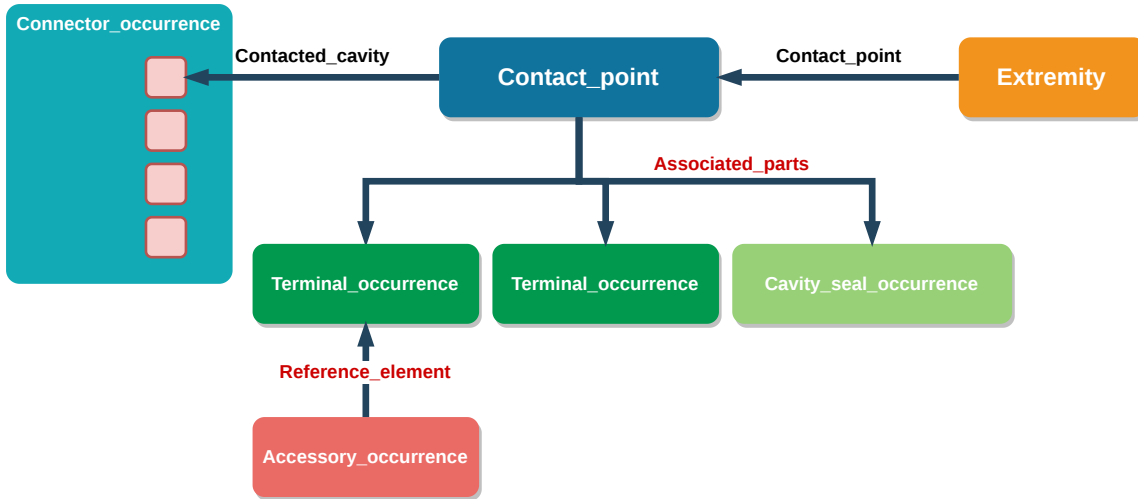 Connector_occurrence
Contacted_cavity
Contact_point
Contact_point
Extremity
Associated_parts
Terminal_occurrence
Terminal_occurrence
Cavity_seal_occurrence
Reference_element
Accessory_occurrence